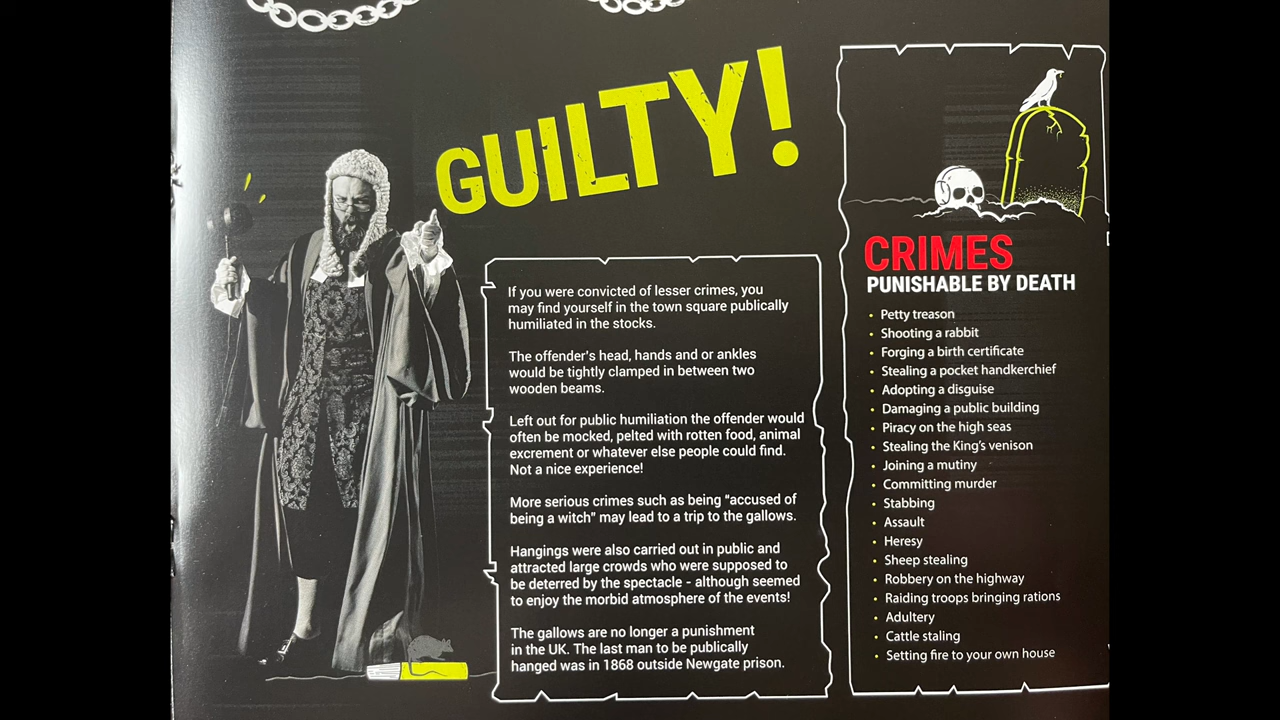 GUILTY!
If you were convicted of lesser crimes, you
may find yourself in the town square publically
humiliated in the stocks.
The offender's head, hands and or ankles
would be tightly clamped in between two
wooden beams.
Left out for public humiliation the offender would
often be mocked, pelted with rotten food, animal
excrement or whatever else people could find.
Not a nice experience!
More serious crimes such as being "accused of
being a witch" may lead to a trip to the gallows.
Hangings were also carried out in public and
attracted large crowds who were supposed to
be deterred by the spectacle - although seemed
to enjoy the morbid atmosphere of the events!
The gallows are no longer a punishment
in the UK. The last man to be publically
hanged was in 1868 outside Newgate prison.
CRIMES
PUNISHABLE BY DEATH
• Petty treason
• Shooting a rabbit
• Forging a birth certificate
• Stealing a pocket handkerchief
• Adopting a disguise
• Damaging a public building
• Piracy on the high seas
• Stealing the King's venison
• Joining a mutiny
• Committing murder
• Stabbing
• Assault
• Heresy
• Sheep stealing
• Robbery on the highway
• Raiding troops bringing rations
• Adultery
• Cattle staling
• Setting fire to your own house